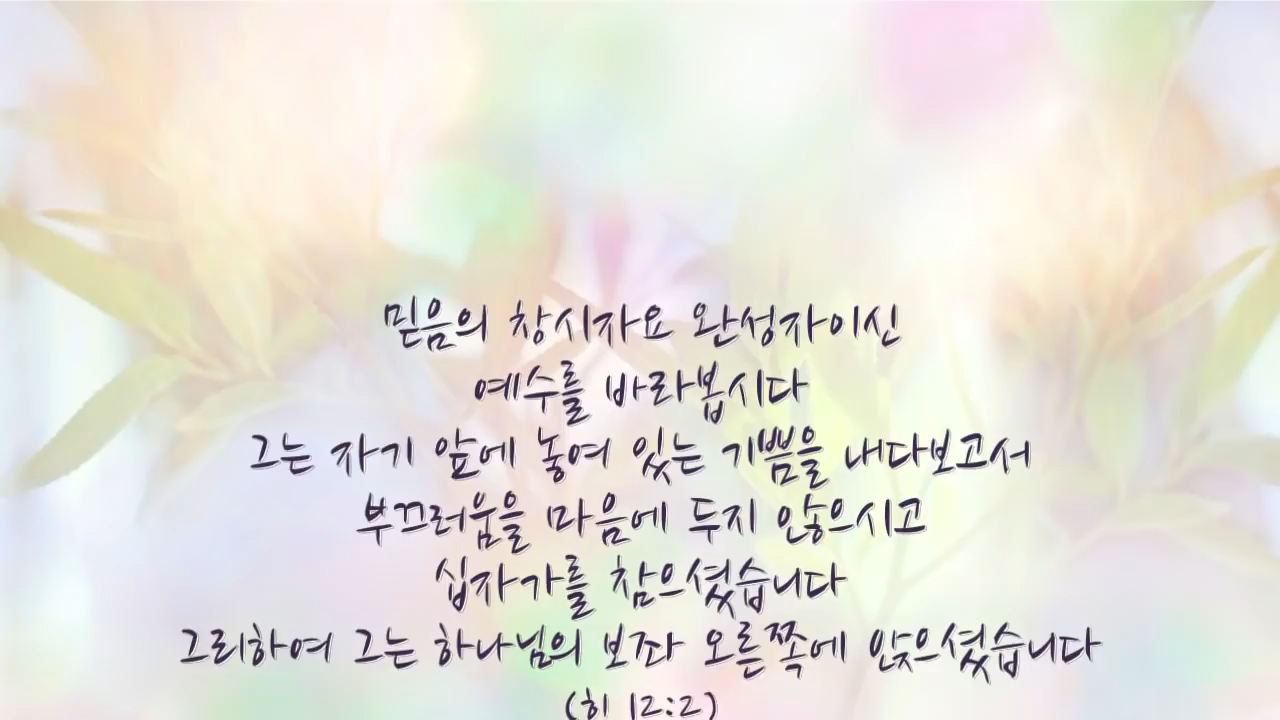 믿음의 창시자요 완성자이신
예수를 바라봅시다
그는 자기 앞에 놓여 있는 기쁨을 내다보고서
부끄러움을 마음에 두지 않으시고
십자가를 참으셨습니다
그리하여 그는 하나님의 보좌 오른쪽에 앉으셨습니다
(히 12:2)